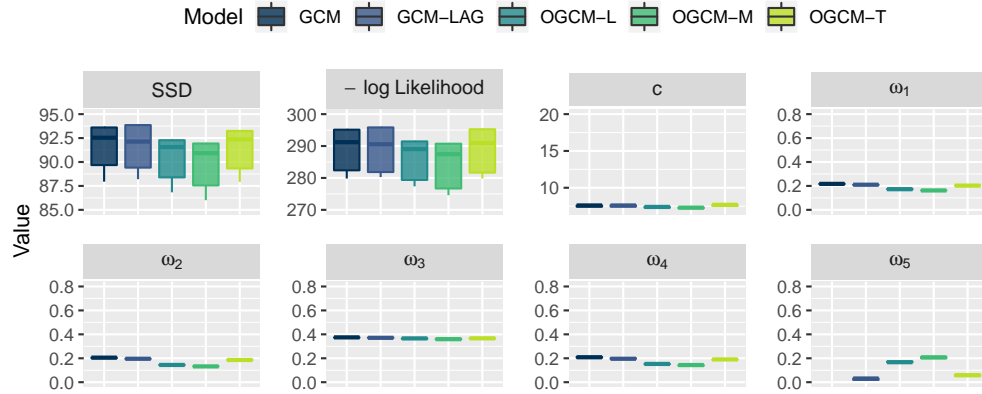 Model GCM GCM−LAG OGCM−L OGCM−M OGCM−T
SSD − log Likelihood c ω1
95.0 300 20 0.8
92.5 290 0.6
90.0 280 10 0.4
87.5 270 0.2
85.0 0.0
Value
ω2 ω3 ω4 ω5
0.8 0.8 0.8 0.8
0.6 0.6 0.6 0.6
0.4 0.4 0.4 0.4
0.2 0.2 0.2 0.2
0.0 0.0 0.0 0.0